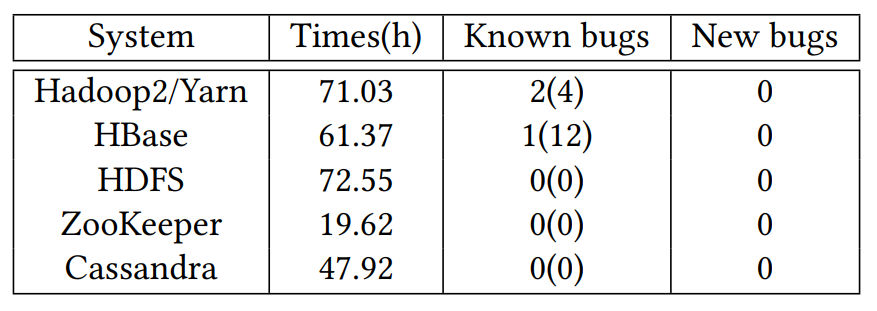 System Times(h) Known bugs New bugs
Hadoop2/Yarn 71.03 2(4) 0
HBase 61.37 1(12) 0
HDFS 72.55 0(0) 0
ZooKeeper 19.62 0(0) 0
Cassandra 47.92 0(0) 0